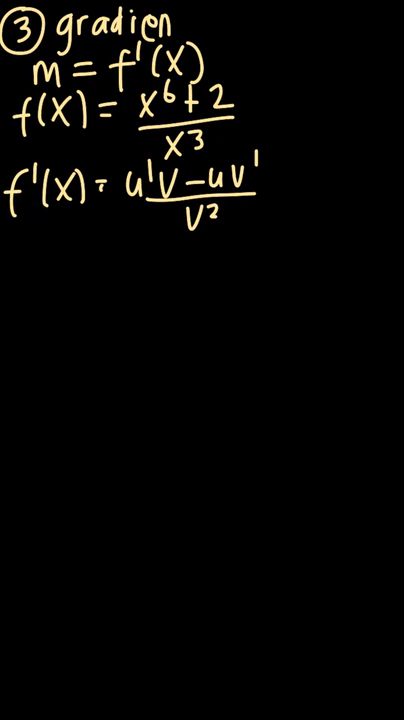 ③ gradien
m = f'(x)
f(x) = x⁶+2
x³
f'(x) = u'v - uv'
v²